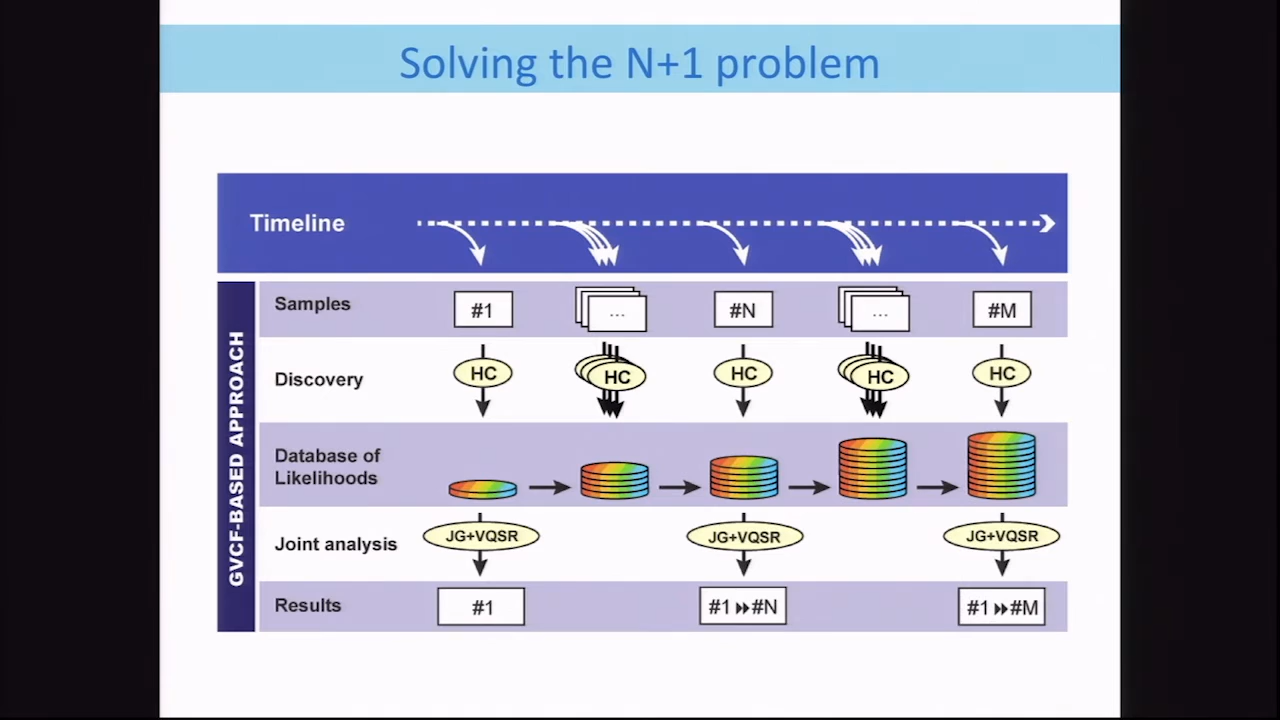 Solving the N+1 problem
Timeline
GVCF-BASED APPROACH
Samples
#1
...
#N
...
#M
Discovery
HC
HC
HC
HC
HC
Database of
Likelihoods
Joint analysis
JG+VQSR
JG+VQSR
JG+VQSR
Results
#1
#1 ▸▸ #N
#1 ▸▸ #M